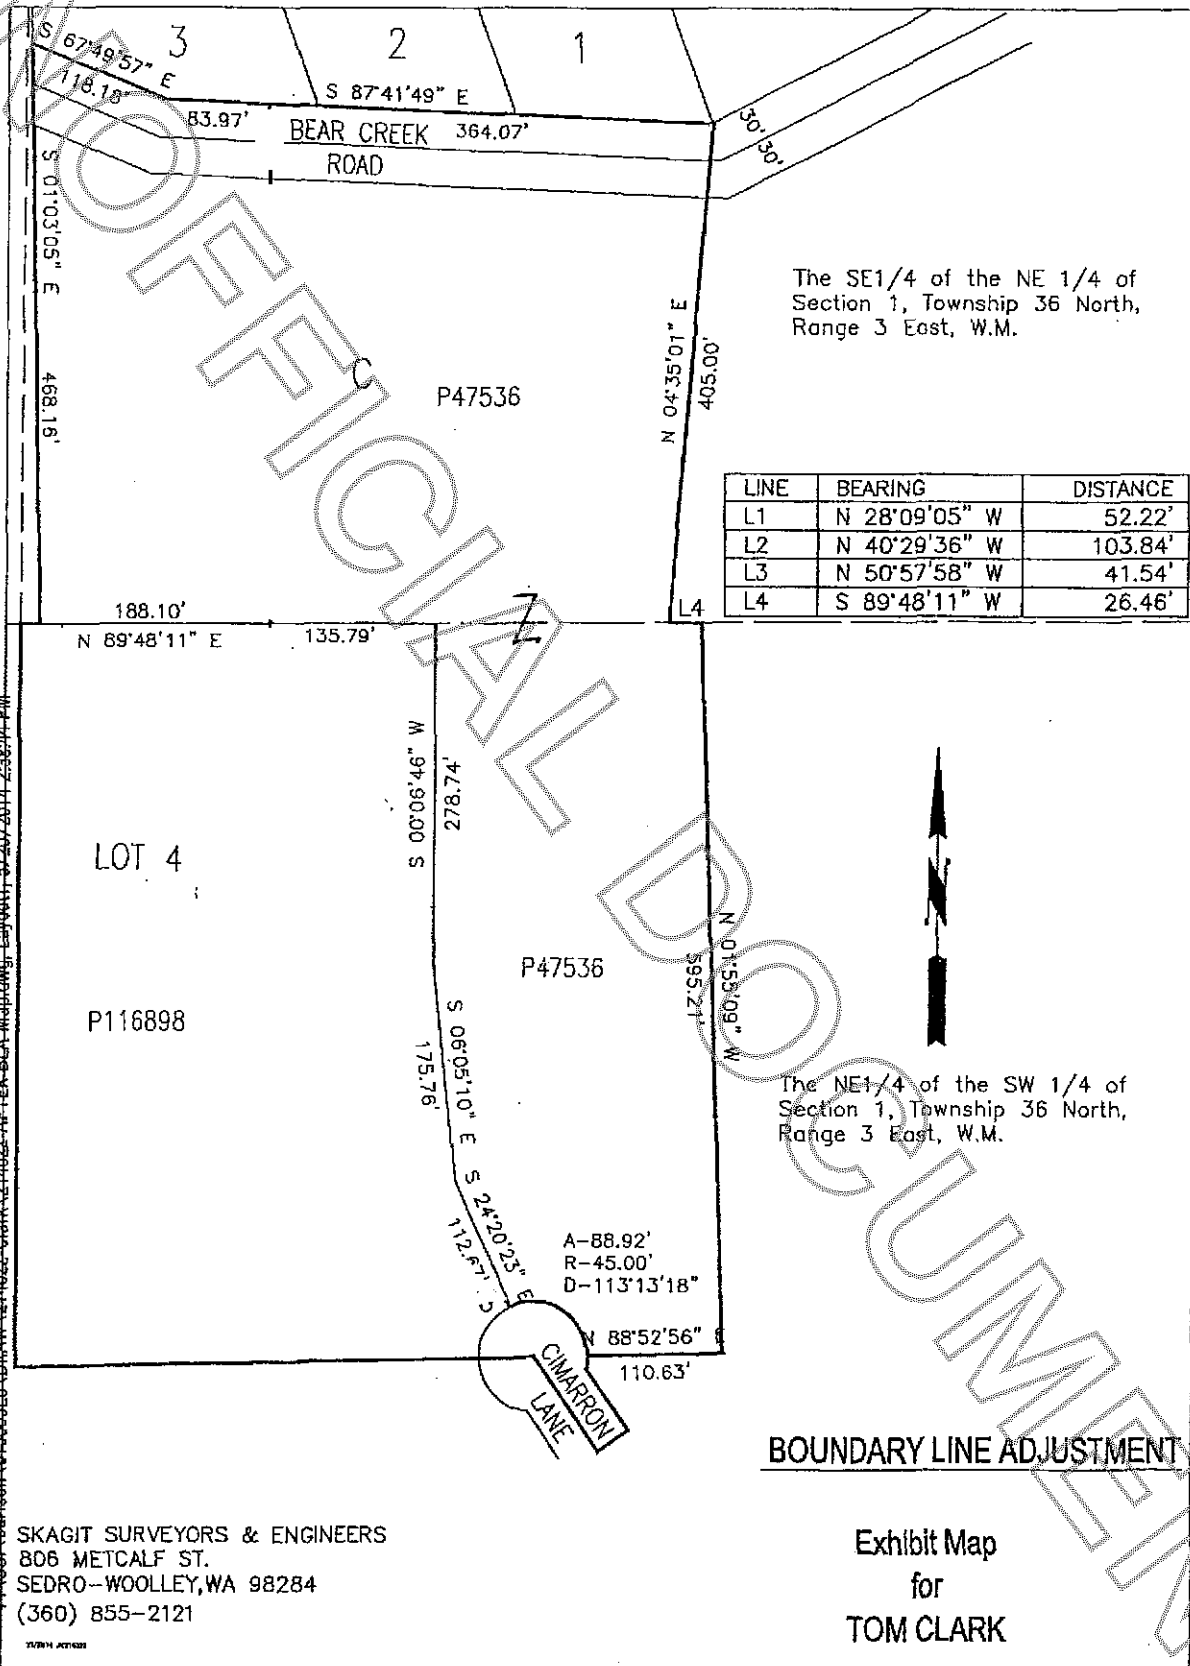 3
2
1
S 67°49'57" E
118.18'
83.97'
S 87°41'49" E
364.07'
BEAR CREEK
ROAD
30'
30'
S 01°03'05" E
468.16'
C
P47536
N 04°35'01" E
405.00'
The SE1/4 of the NE 1/4 of
Section 1, Township 36 North,
Range 3 East, W.M.
LINE BEARING DISTANCE
L1 N 28°09'05" W 52.22'
L2 N 40°29'36" W 103.84'
L3 N 50°57'58" W 41.54'
L4 S 89°48'11" W 26.46'
L4
188.10'
N 89°48'11" E
135.79'
Z
S 00°06'46" W
278.74'
LOT 4
P116898
P47536
N 01°55'09" W
595.21'
N
S 06°05'10" E
175.76'
S 24°20'23" E
112.67'
The NE1/4 of the SW 1/4 of
Section 1, Township 36 North,
Range 3 East, W.M.
A-88.92'
R-45.00'
D-113°13'18"
N 88°52'56" E
110.63'
CIMARRON
LANE
BOUNDARY LINE ADJUSTMENT
Exhibit Map
for
TOM CLARK
SKAGIT SURVEYORS & ENGINEERS
806 METCALF ST.
SEDRO-WOOLLEY,WA 98284
(360) 855-2121
OFFICIAL DOCUMEN